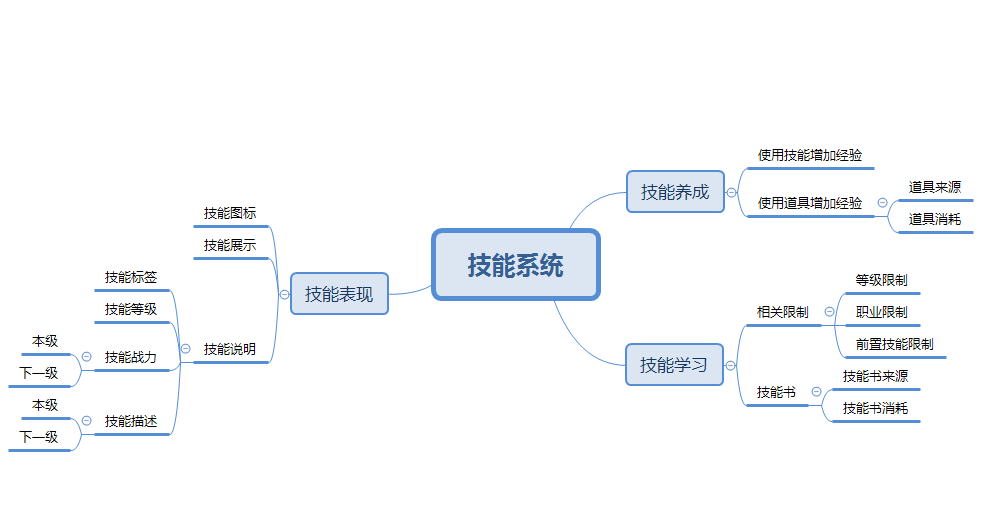 技能系统
技能养成
使用技能增加经验
使用道具增加经验
道具来源
道具消耗
技能学习
相关限制
等级限制
职业限制
前置技能限制
技能书
技能书来源
技能书消耗
技能表现
技能图标
技能展示
技能说明
技能标签
技能等级
技能战力
本级
下一级
技能描述
本级
下一级